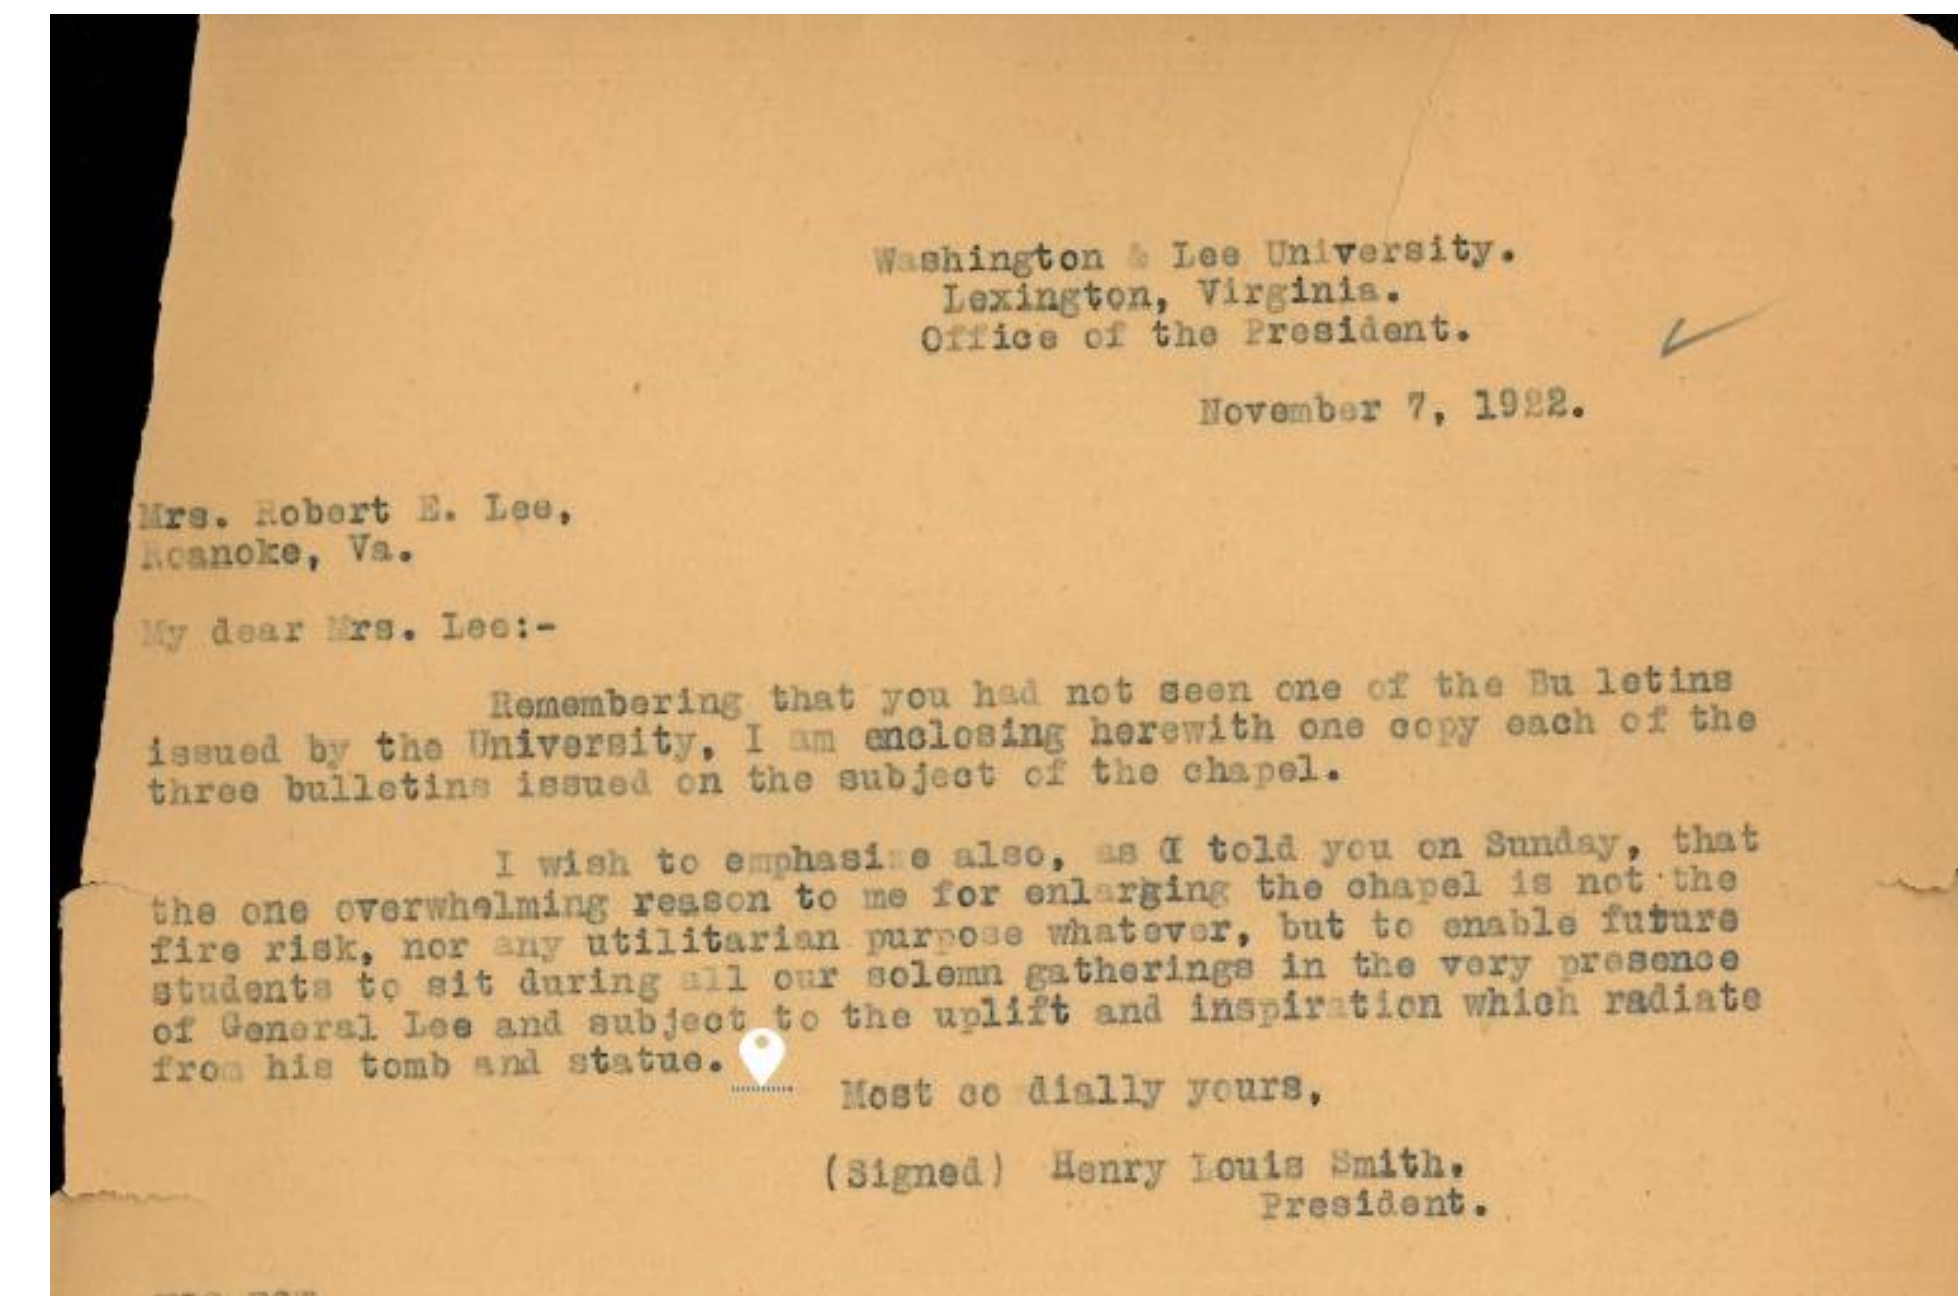 Washington & Lee University.
Lexington, Virginia.
Office of the President.
November 7, 1922.
Mrs. Robert E. Lee,
Roanoke, Va.
My dear Mrs. Lee:-
Remembering that you had not seen one of the Bu letins
issued by the University, I am enclosing herewith one copy each of the
three bulletins issued on the subject of the chapel.
I wish to emphasize also, as I told you on Sunday, that
the one overwhelming reason to me for enlarging the chapel is not the
fire risk, nor any utilitarian purpose whatever, but to enable future
students to sit during all our solemn gatherings in the very presence
of General Lee and subject to the uplift and inspiration which radiate
from his tomb and statue.
Most co dially yours,
(Signed) Henry Louis Smith.
President.